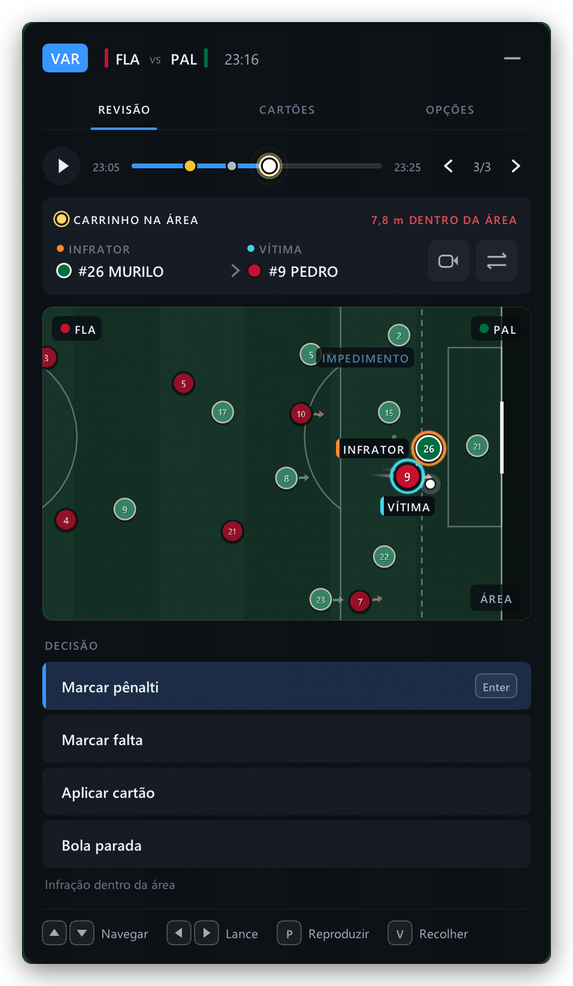 VAR FLA vs PAL 23:16
REVISÃO CARTÕES OPÇÕES
23:05 23:25 3/3
CARRINHO NA ÁREA 7,8 m DENTRO DA ÁREA
INFRATOR VÍTIMA
#26 MURILO #9 PEDRO
FLA PAL
2
5 IMPEDIMENTO
3
5
17 10 15
INFRATOR 26 21
8 9
VÍTIMA
9
4 21
22
23 7 ÁREA
DECISÃO
Marcar pênalti Enter
Marcar falta
Aplicar cartão
Bola parada
Infração dentro da área
Navegar Lance P Reproduzir V Recolher